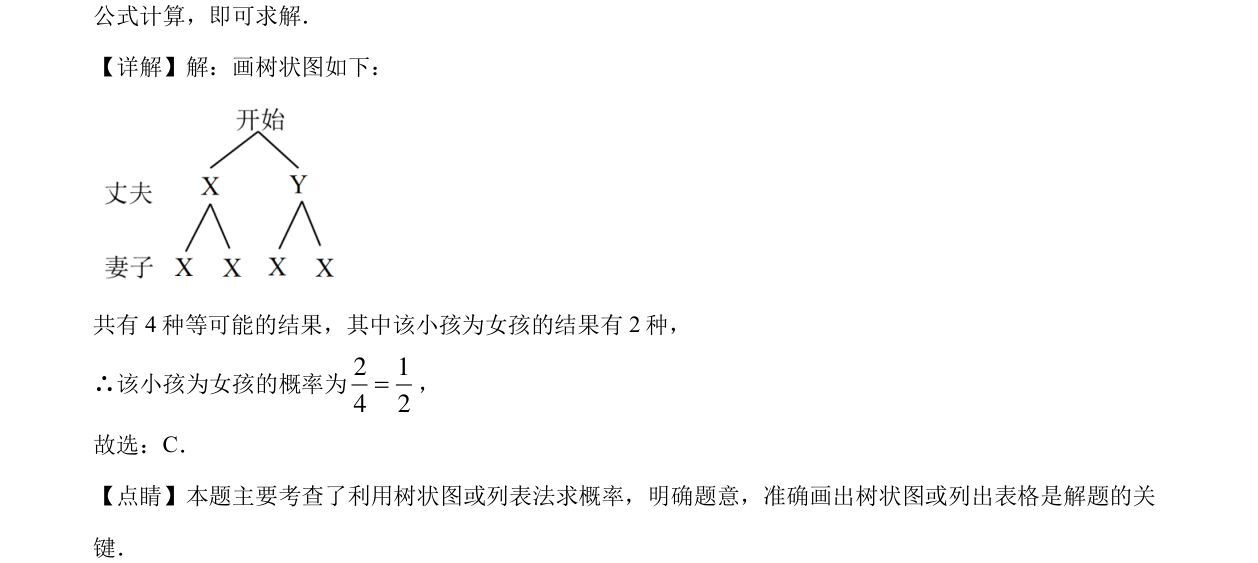 公式计算，即可求解．
【详解】解：画树状图如下：
开始
丈夫 X Y
妻子 X X X X
共有 4 种等可能的结果，其中该小孩为女孩的结果有 2 种，
∴该小孩为女孩的概率为 2/4 = 1/2 ，
故选：C．
【点睛】本题主要考查了利用树状图或列表法求概率，明确题意，准确画出树状图或列出表格是解题的关
键．